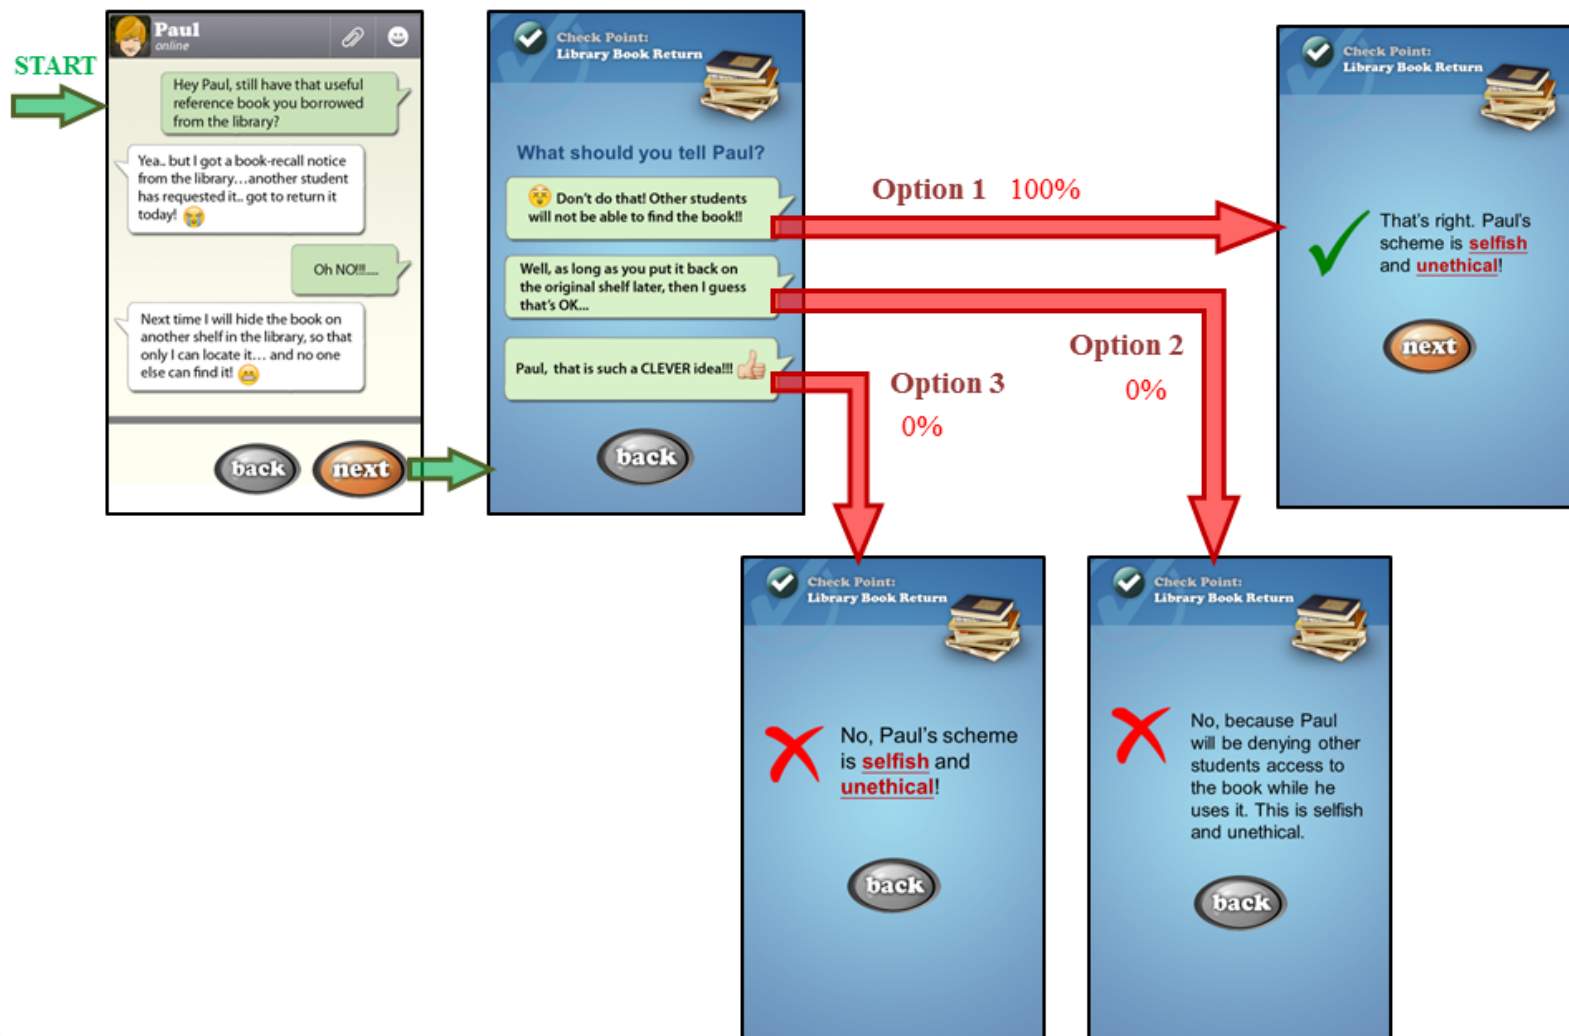 START
Paul
online
Hey Paul, still have that useful
reference book you borrowed
from the library?
Yea.. but I got a book-recall notice
from the library...another student
has requested it.. got to return it
today!
Oh NO!!!....
Next time I will hide the book on
another shelf in the library, so that
only I can locate it... and no one
else can find it!
back
next
Check Point:
Library Book Return
What should you tell Paul?
Don't do that! Other students
will not be able to find the book!!
Well, as long as you put it back on
the original shelf later, then I guess
that's OK...
Paul, that is such a CLEVER idea!!!
back
Option 1 100%
Option 2
0%
Option 3
0%
Check Point:
Library Book Return
That's right. Paul's
scheme is selfish
and unethical!
next
Check Point:
Library Book Return
No, Paul's scheme
is selfish and
unethical!
back
Check Point:
Library Book Return
No, because Paul
will be denying other
students access to
the book while he
uses it. This is selfish
and unethical.
back